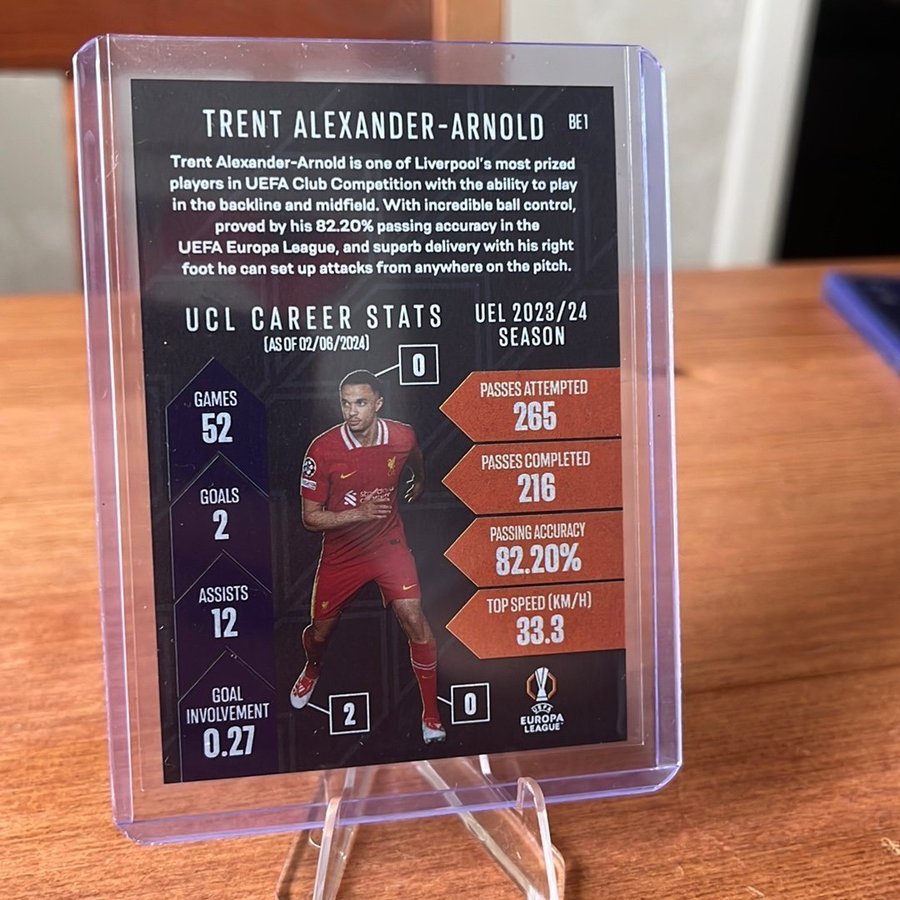 TRENT ALEXANDER-ARNOLD
BE1
Trent Alexander-Arnold is one of Liverpool's most prized
players in UEFA Club Competition with the ability to play
in the backline and midfield. With incredible ball control,
proved by his 82.20% passing accuracy in the
UEFA Europa League, and superb delivery with his right
foot he can set up attacks from anywhere on the pitch.
UCL CAREER STATS
(AS OF 02/06/2024)
GAMES
52
GOALS
2
ASSISTS
12
GOAL
INVOLVEMENT
0.27
0
2
0
UEL 2023/24
SEASON
PASSES ATTEMPTED
265
PASSES COMPLETED
216
PASSING ACCURACY
82.20%
TOP SPEED (KM/H)
33.3
UEFA
EUROPA
LEAGUE